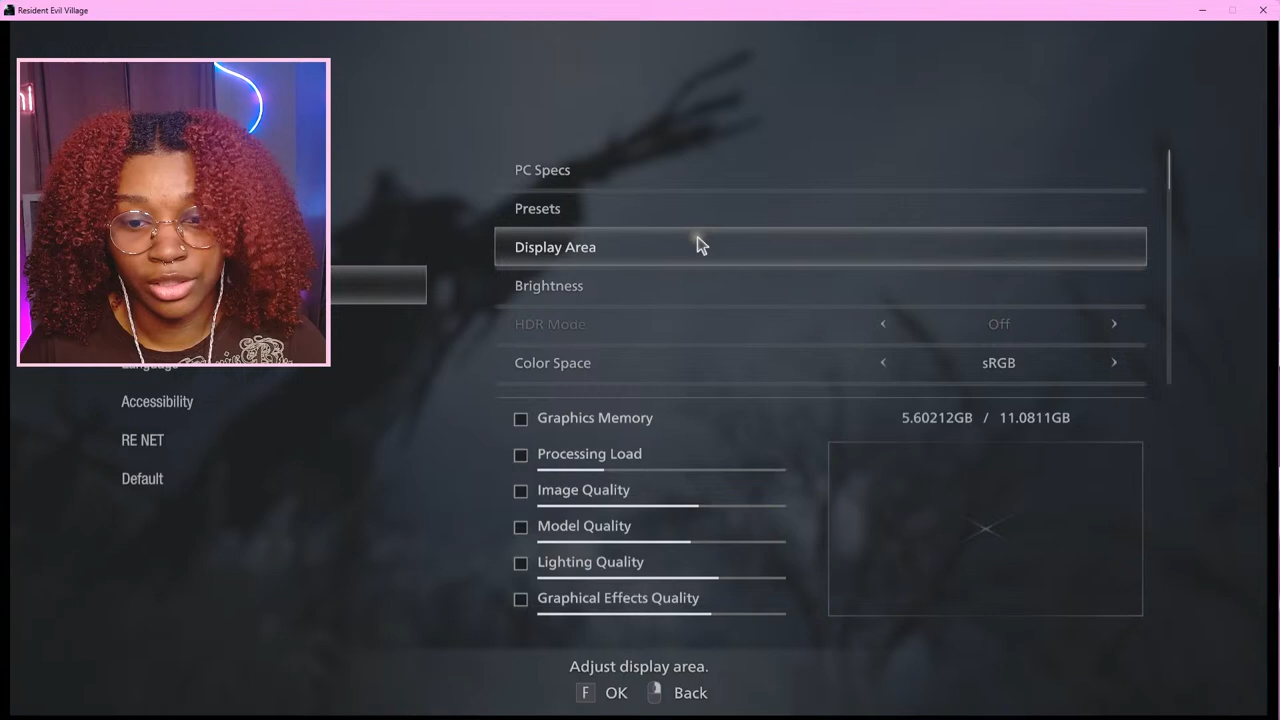 Resident Evil Village
PC Specs
Presets
Display Area
Brightness
HDR Mode
Off
Color Space
sRGB
Language
Accessibility
RE NET
Default
Graphics Memory
5.60212GB / 11.0811GB
Processing Load
Image Quality
Model Quality
Lighting Quality
Graphical Effects Quality
Adjust display area.
F OK Back